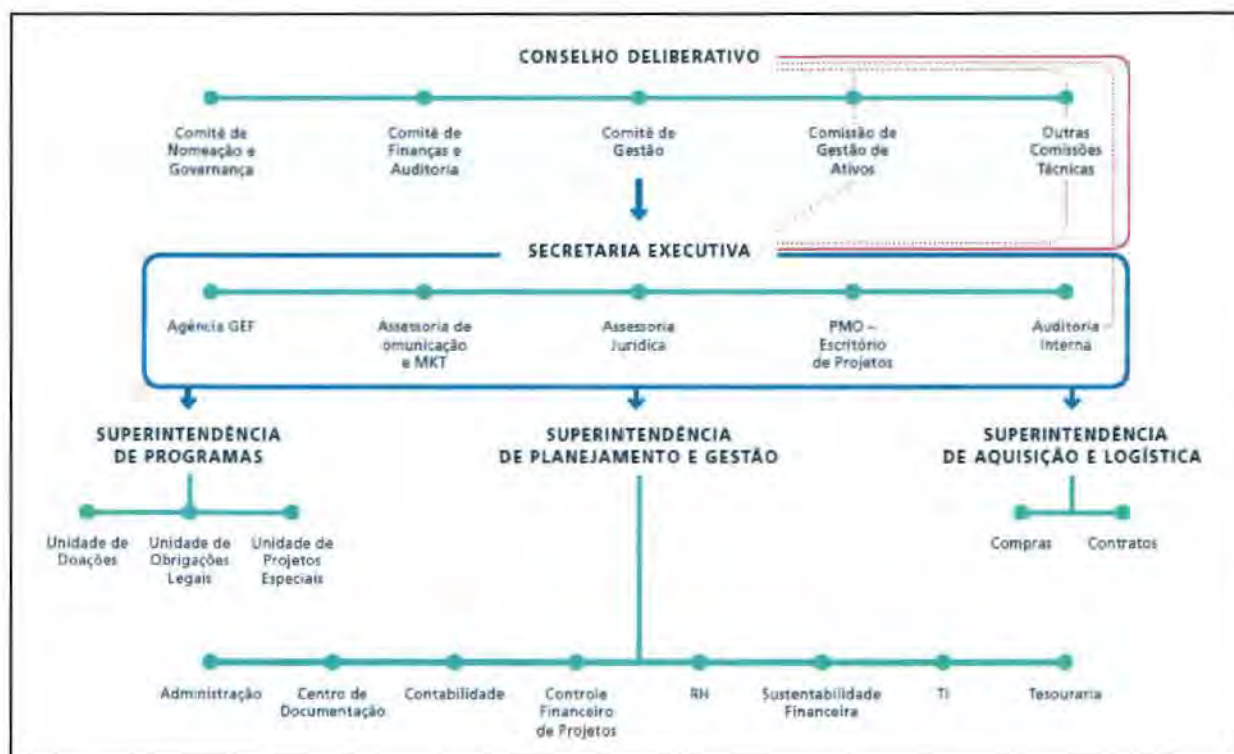 CONSELHO DELIBERATIVO
Comitê de
Nomeação e
Governança
Comitê de
Finanças e
Auditoria
Comitê de
Gestão
Comissão de
Gestão de
Ativos
Outras
Comissões
Técnicas
SECRETARIA EXECUTIVA
Agência GEF
Assessoria de
omunicação
e MKT
Assessoria
Jurídica
PMO –
Escritório
de Projetos
Auditoria
Interna
SUPERINTENDÊNCIA
DE PROGRAMAS
SUPERINTENDÊNCIA
DE PLANEJAMENTO E GESTÃO
SUPERINTENDÊNCIA
DE AQUISIÇÃO E LOGÍSTICA
Unidade de
Doações
Unidade de
Obrigações
Legais
Unidade de
Projetos
Especiais
Compras
Contratos
Administração
Centro de
Documentação
Contabilidade
Controle
Financeiro
de Projetos
RH
Sustentabilidade
Financeira
TI
Tesouraria